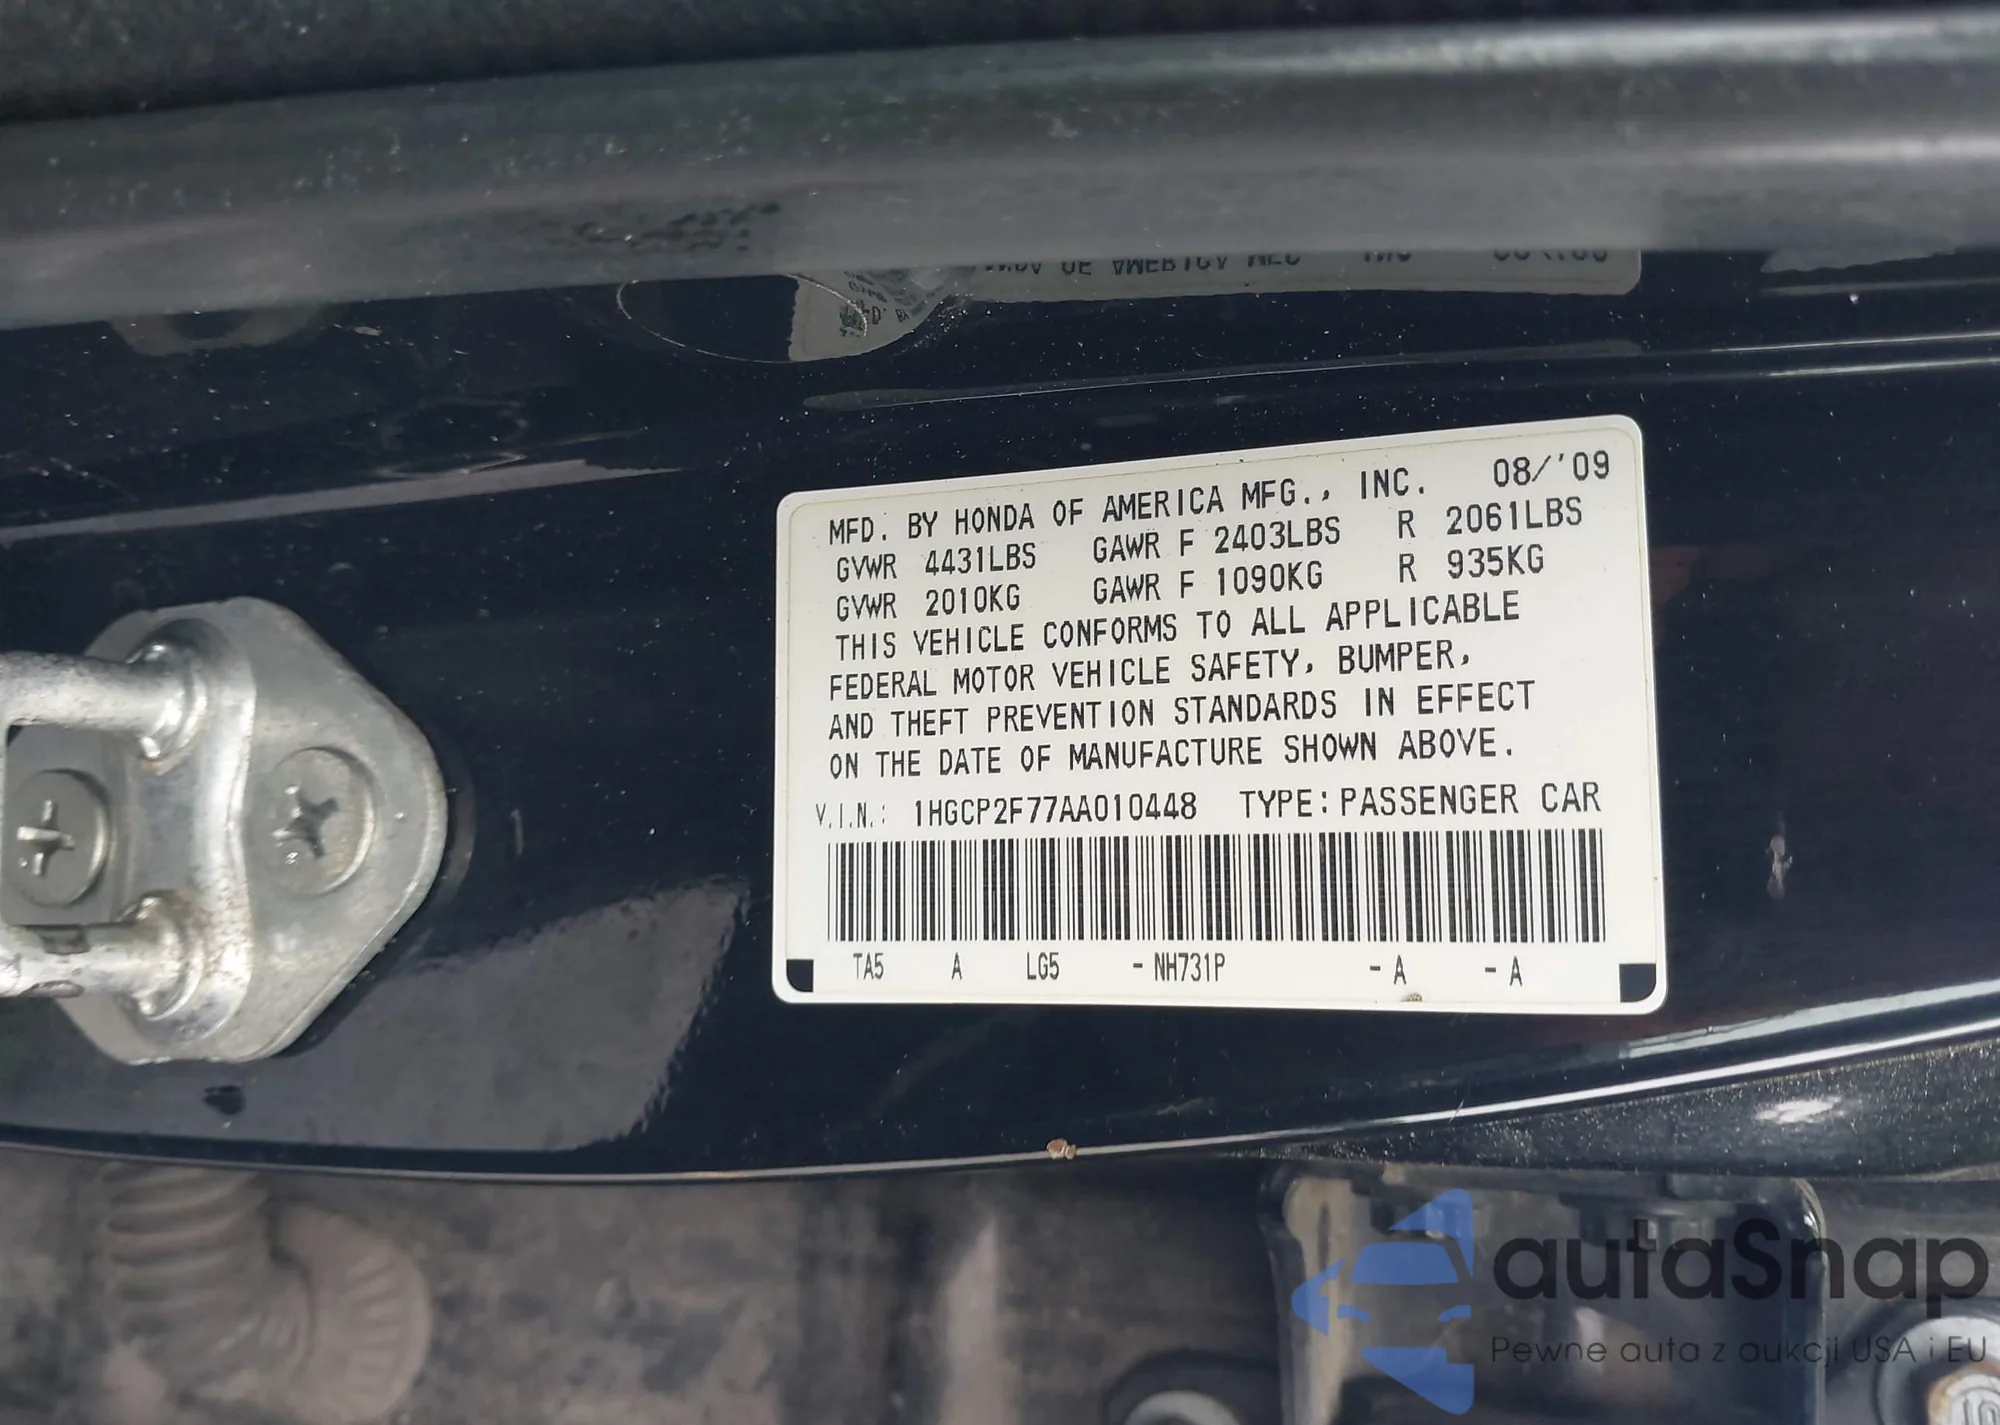 MFD. BY HONDA OF AMERICA MFG., INC. 08/'09
GVWR 4431LBS GAWR F 2403LBS R 2061LBS
GVWR 2010KG GAWR F 1090KG R 935KG
THIS VEHICLE CONFORMS TO ALL APPLICABLE
FEDERAL MOTOR VEHICLE SAFETY, BUMPER,
AND THEFT PREVENTION STANDARDS IN EFFECT
ON THE DATE OF MANUFACTURE SHOWN ABOVE.
V.I.N.: 1HGCP2F77AA010448 TYPE: PASSENGER CAR
TA5 A LG5 - NH731P - A - A
autaSnap
Pewne auta z aukcji USA i EU